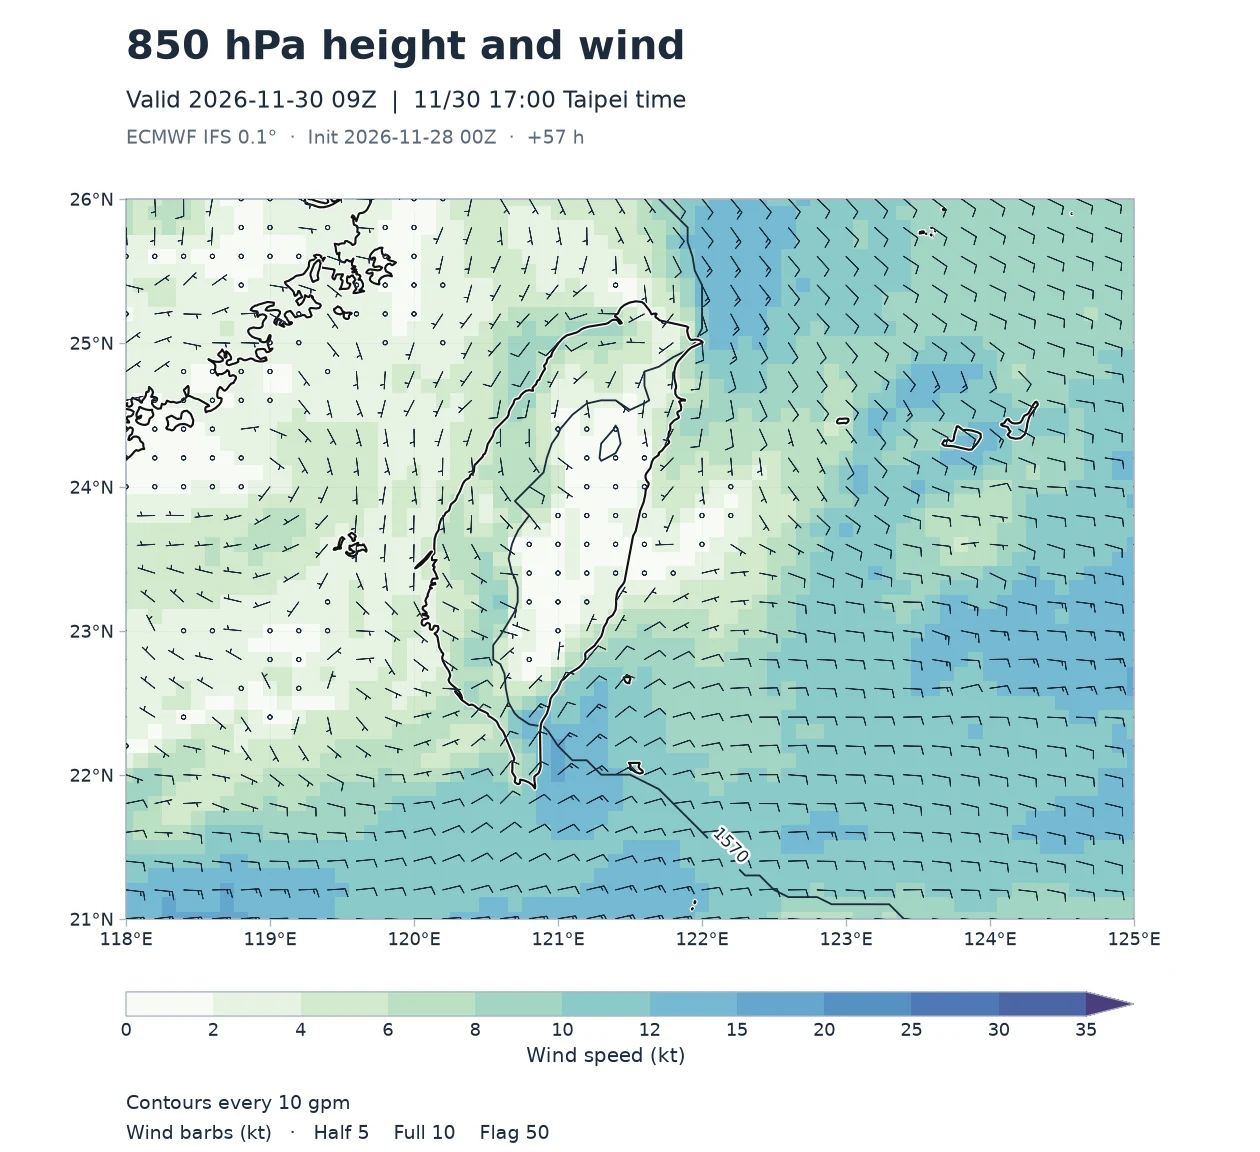 850 hPa height and wind
Valid 2026-11-30 09Z | 11/30 17:00 Taipei time
ECMWF IFS 0.1° · Init 2026-11-28 00Z · +57 h
26°N
25°N
24°N
23°N
22°N
21°N
1570
118°E 119°E 120°E 121°E 122°E 123°E 124°E 125°E
0 2 4 6 8 10 12 15 20 25 30 35
Wind speed (kt)
Contours every 10 gpm
Wind barbs (kt) · Half 5 Full 10 Flag 50